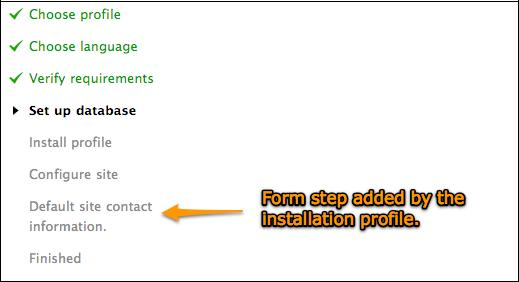 Choose profile
Choose language
Verify requirements
Set up database
Install profile
Configure site
Default site contact
information.
Form step added by the
installation profile.
Finished